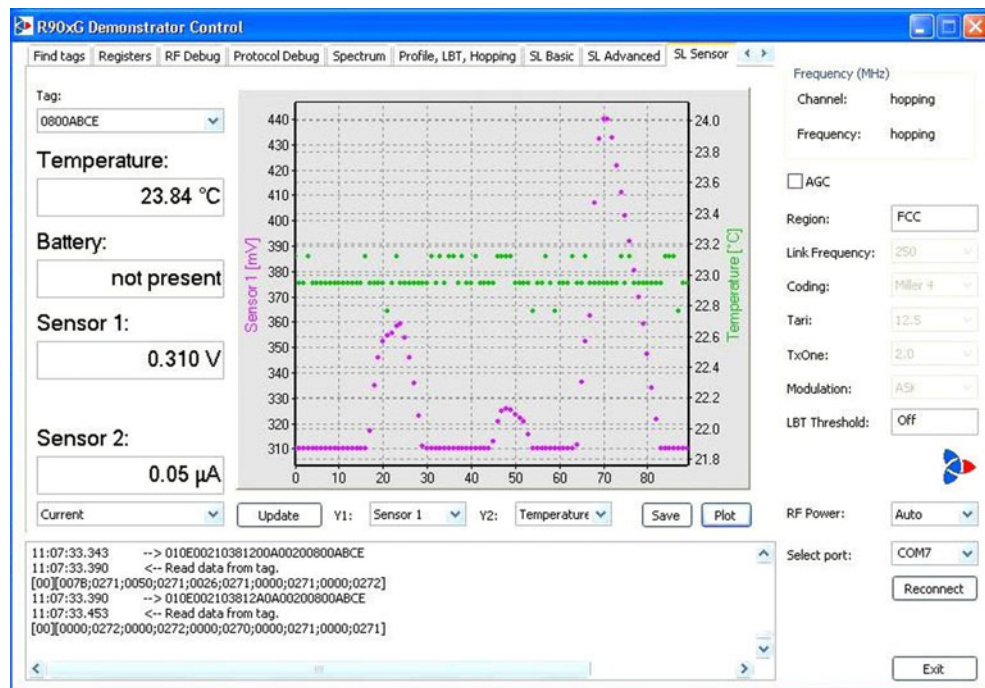 R90xG Demonstrator Control
Find tags Registers RF Debug Protocol Debug Spectrum Profile, LBT, Hopping SL Basic SL Advanced SL Sensor
Tag:
0800ABCE
Temperature:
23.84 °C
Battery:
not present
Sensor 1:
0.310 V
Sensor 2:
0.05 µA
Current
Sensor 1 [mV]
440
430
420
410
400
390
380
370
360
350
340
330
320
310
0 10 20 30 40 50 60 70 80
24.0
23.8
23.6
23.4
23.2
23.0
22.8
22.6
22.4
22.2
22.0
21.8
Temperature [°C]
Update Y1: Sensor 1 Y2: Temperature Save Plot
11:07:33.343 --> 010E00210381200A00200800ABCE
11:07:33.390 <-- Read data from tag.
[00][007B;0271;0050;0271;0026;0271;0000;0271;0000;0272]
11:07:33.390 --> 010E002103812A0A00200800ABCE
11:07:33.453 <-- Read data from tag.
[00][0000;0272;0000;0272;0000;0270;0000;0271;0000;0271]
Frequency (MHz)
Channel: hopping
Frequency: hopping
AGC
Region: FCC
Link Frequency: 250
Coding: Miller 4
Tari: 12.5
TxOne: 2.0
Modulation: ASK
LBT Threshold: Off
RF Power: Auto
Select port: COM7
Reconnect
Exit